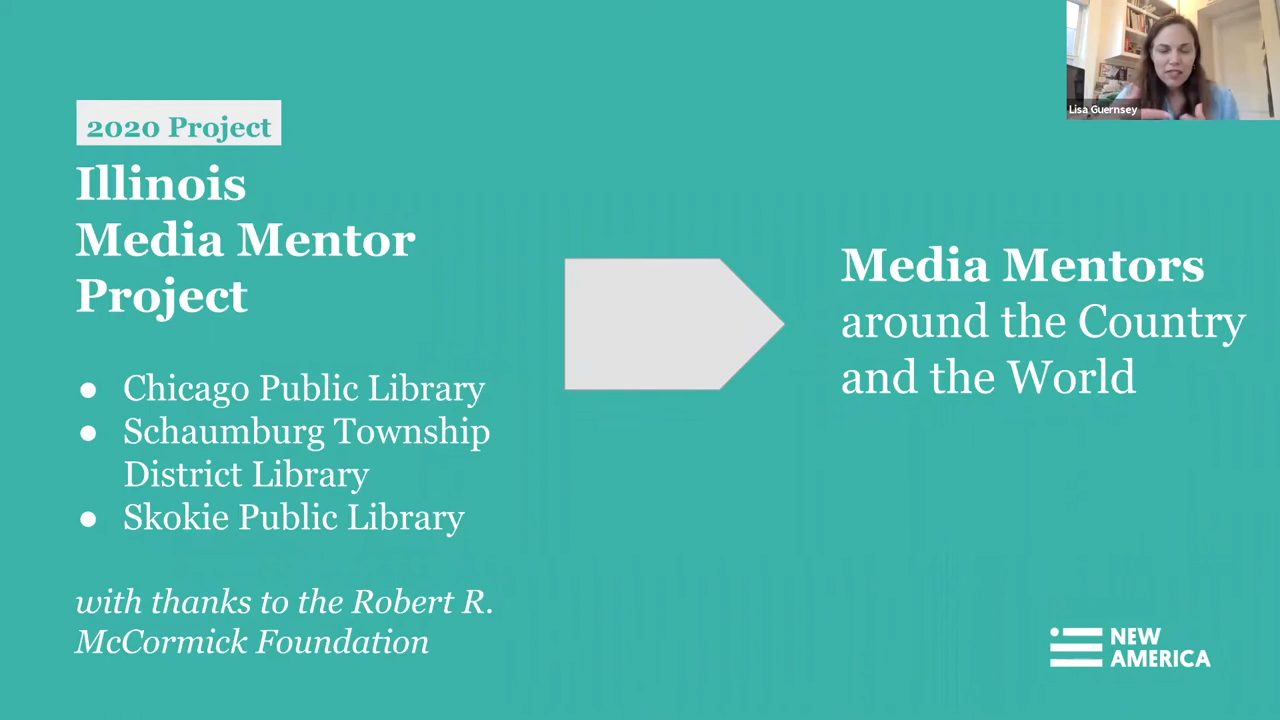 Lisa Guernsey
2020 Project
Illinois
Media Mentor
Project
● Chicago Public Library
● Schaumburg Township
District Library
● Skokie Public Library
with thanks to the Robert R.
McCormick Foundation
Media Mentors
around the Country
and the World
NEW
AMERICA